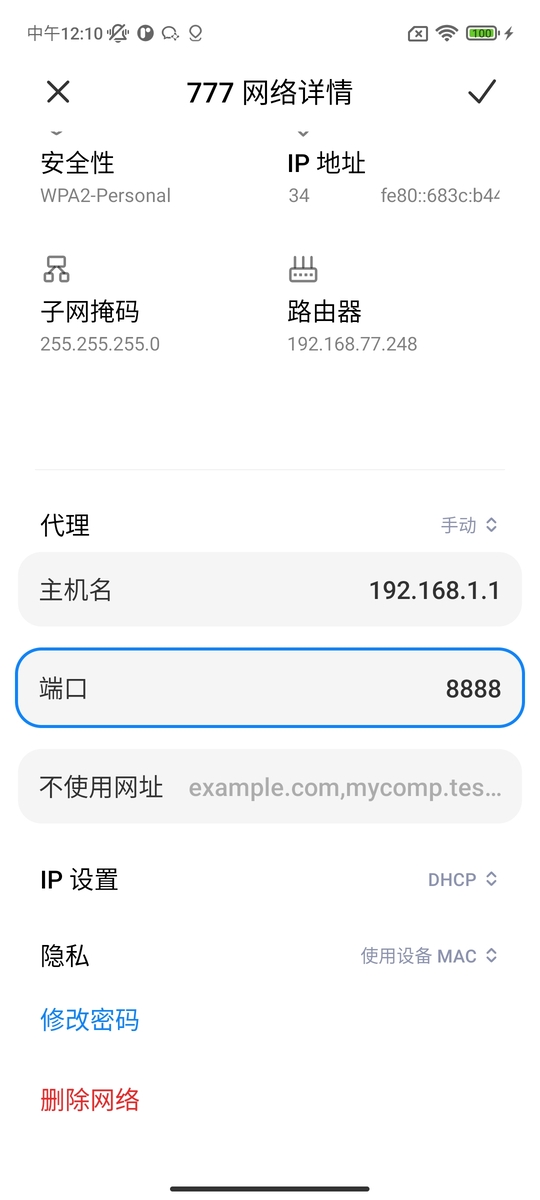 中午12:10
100
777 网络详情
安全性
WPA2-Personal
IP 地址
34 fe80::683c:b44
子网掩码
255.255.255.0
路由器
192.168.77.248
代理
手动
主机名
192.168.1.1
端口
8888
不使用网址
example.com,mycomp.tes...
IP 设置
DHCP
隐私
使用设备 MAC
修改密码
删除网络